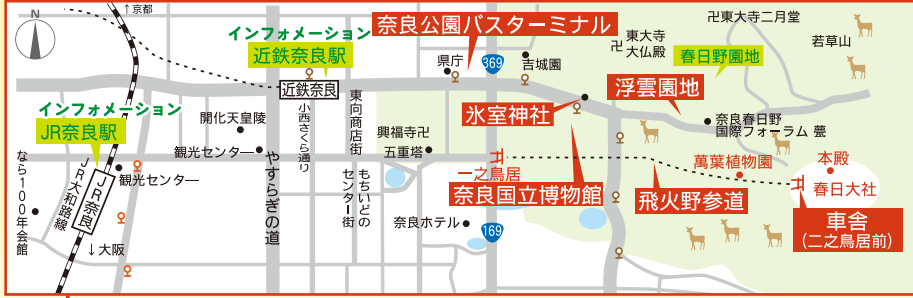 N
↑京都
インフォメーション
近鉄奈良駅
近鉄奈良
奈良公園バスターミナル
県庁
369
吉城園
卍東大寺二月堂
東大寺
卍大仏殿
春日野園地
若草山
浮雲園地
氷室神社
奈良春日野
国際フォーラム 甍
インフォメーション
JR奈良駅
開化天皇陵
観光センター
観光センター
JR奈良
JR大和路線
なら100年会館
↓大阪
やすらぎの道
小西さくら通り
東向商店街
もちいどの
センター街
興福寺卍
五重塔
奈良ホテル
一之鳥居
奈良国立博物館
169
飛火野参道
萬葉植物園
本殿
春日大社
車舎
(二之鳥居前)